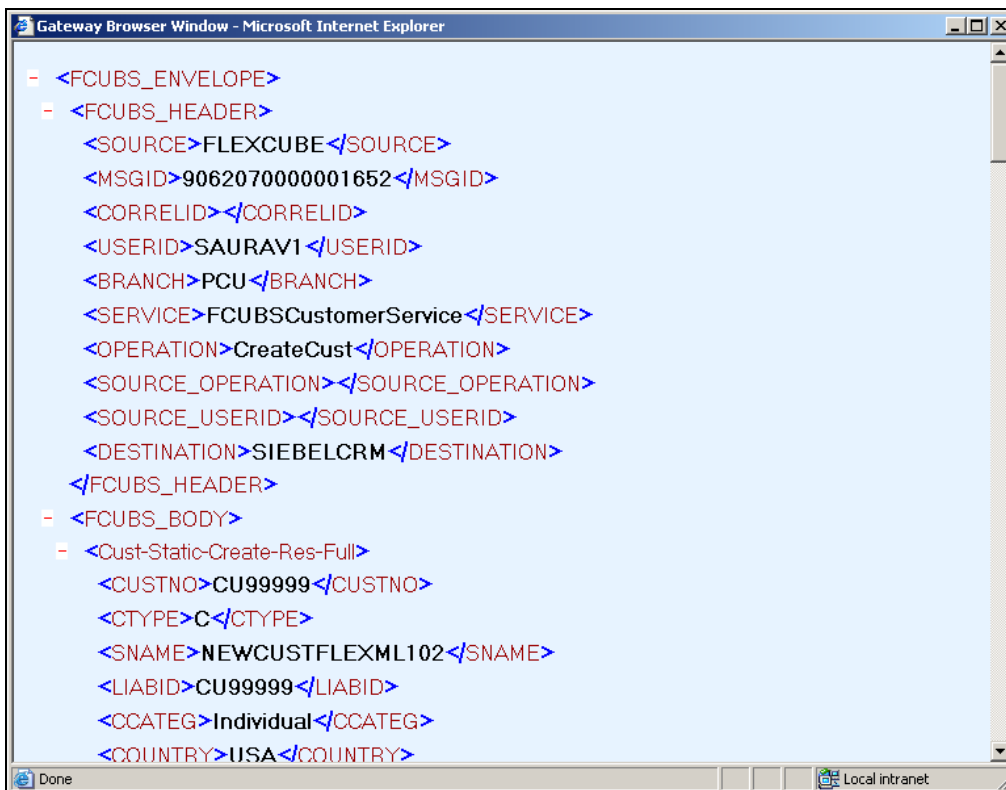 Gateway Browser Window - Microsoft Internet Explorer
- <FCUBS_ENVELOPE>
- <FCUBS_HEADER>
<SOURCE>FLEXCUBE</SOURCE>
<MSGID>9062070000001652</MSGID>
<CORRELID></CORRELID>
<USERID>SAURAV1</USERID>
<BRANCH>PCU</BRANCH>
<SERVICE>FCUBSCustomerService</SERVICE>
<OPERATION>CreateCust</OPERATION>
<SOURCE_OPERATION></SOURCE_OPERATION>
<SOURCE_USERID></SOURCE_USERID>
<DESTINATION>SIEBELCRM</DESTINATION>
</FCUBS_HEADER>
- <FCUBS_BODY>
- <Cust-Static-Create-Res-Full>
<CUSTNO>CU99999</CUSTNO>
<CTYPE>C</CTYPE>
<SNAME>NEWCUSTFLEXML102</SNAME>
<LIABID>CU99999</LIABID>
<CCATEG>Individual</CCATEG>
<COUNTRY>USA</COUNTRY>
Done
Local intranet